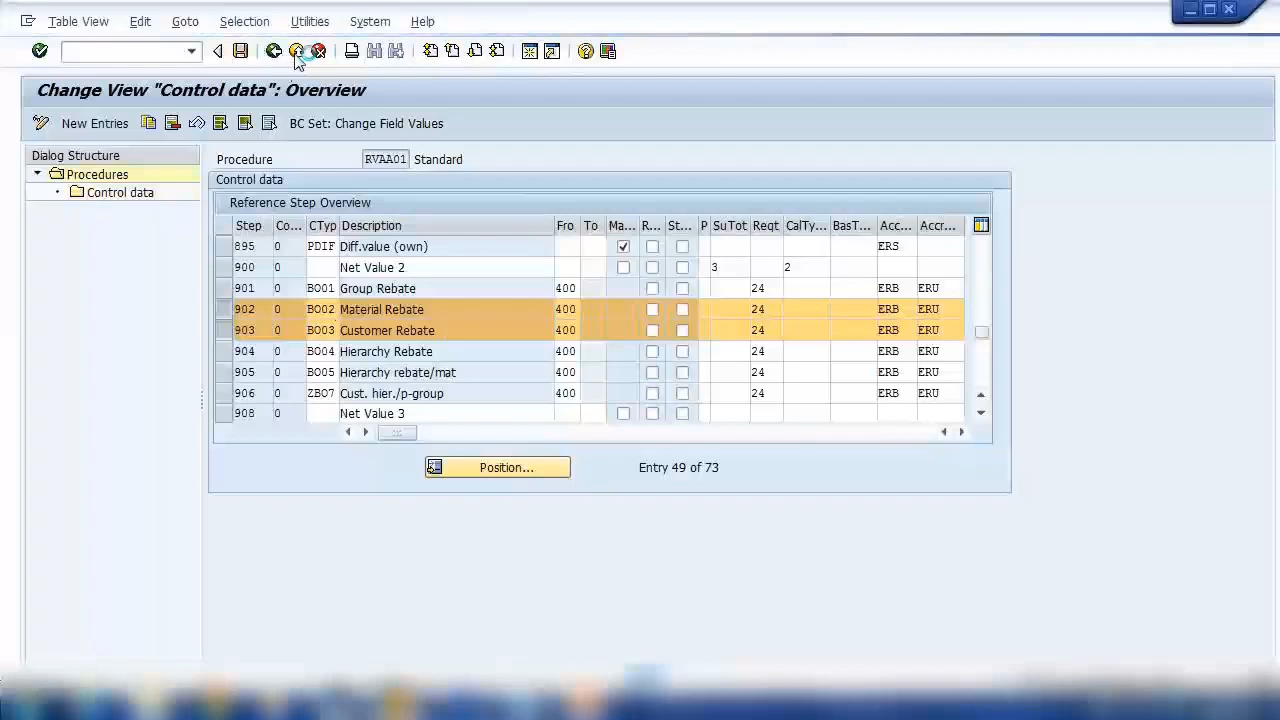 Table View Edit Goto Selection Utilities System Help
Change View "Control data": Overview
New Entries BC Set: Change Field Values
Dialog Structure
Procedures
Control data
Procedure RVAA01 Standard
Control data
Reference Step Overview
Step Co... CTyp Description Fro To Ma... R... St... P SuTot Reqt CalTy... BasT... Acc... Accr...
895 0 PDIF Diff.value (own) ERS
900 0 Net Value 2 3 2
901 0 BO01 Group Rebate 400 24 ERB ERU
902 0 BO02 Material Rebate 400 24 ERB ERU
903 0 BO03 Customer Rebate 400 24 ERB ERU
904 0 BO04 Hierarchy Rebate 400 24 ERB ERU
905 0 BO05 Hierarchy rebate/mat 400 24 ERB ERU
906 0 ZBO7 Cust. hier./p-group 400 24 ERB ERU
908 0 Net Value 3
Position... Entry 49 of 73